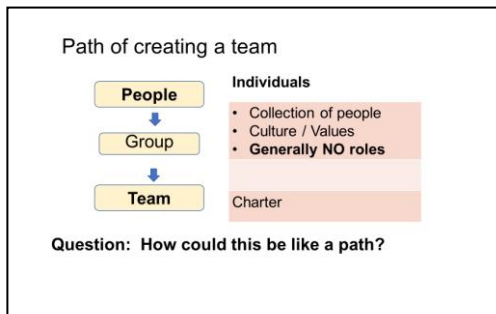 Path of creating a team
Individuals
People
• Collection of people
• Culture / Values
• Generally NO roles
Group
Team
Charter
Question:  How could this be like a path?